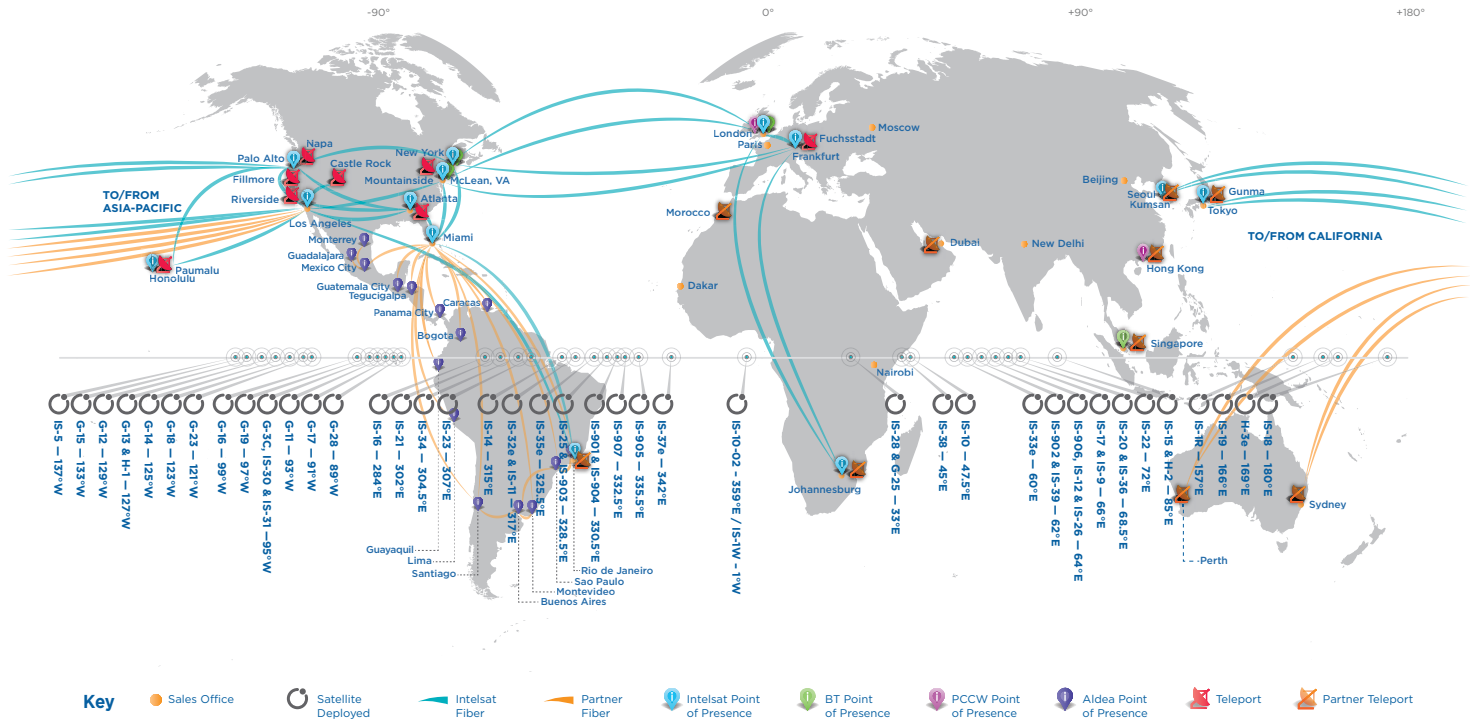 -90°
0°
+90°
+180°
Napa
Palo Alto
Castle Rock
Fillmore
Riverside
Los Angeles
New York
Mountainside
McLean, VA
Atlanta
Miami
TO/FROM
ASIA-PACIFIC
Paumalu
Honolulu
Monterrey
Guadalajara
Mexico City
Guatemala City
Tegucigalpa
Panama City
Caracas
Bogota
London
Paris
Fuchsstadt
Frankfurt
Moscow
Morocco
Dakar
Dubai
New Delhi
Nairobi
Johannesburg
Beijing
Seoul
Kumsan
Gunma
Tokyo
TO/FROM CALIFORNIA
Hong Kong
Singapore
Sydney
Perth
Guayaquil
Lima
Santiago
Rio de Janeiro
Sao Paulo
Montevideo
Buenos Aires
IS-5 — 137°W
G-15 — 133°W
G-12 — 129°W
G-13 & H-1 — 127°W
G-14 — 125°W
G-18 — 123°W
G-23 — 121°W
G-16 — 99°W
G-19 — 97°W
G-3C, IS-30 & IS-31 —95°W
G-11 — 93°W
G-17 — 91°W
G-28 — 89°W
IS-16 — 284°E
IS-21 — 302°E
IS-34 — 304.5°E
IS-23 — 307°E
IS-14 — 315°E
IS-32e & IS-11 — 317°E
IS-35e — 325.5°E
IS-25 & IS-903 — 328.5°E
IS-901 & IS-904 — 330.5°E
IS-907 — 332.5°E
IS-905 — 335.5°E
IS-37e — 342°E
IS-10-02 - 359°E / IS-1W - 1°W
IS-28 & G-25 — 33°E
IS-38 — 45°E
IS-10 — 47.5°E
IS-33e — 60°E
IS-902 & IS-39 — 62°E
IS-906, IS-12 & IS-26 — 64°E
IS-17 & IS-9 — 66°E
IS-20 & IS-36 — 68.5°E
IS-22 — 72°E
IS-15 & H-2 — 85°E
IS-1R — 157°E
IS-19 — 166°E
H-3e — 169°E
IS-18 — 180°E
Key
Sales Office
Satellite
Deployed
Intelsat
Fiber
Partner
Fiber
Intelsat Point
of Presence
BT Point
of Presence
PCCW Point
of Presence
Aldea Point
of Presence
Teleport
Partner Teleport